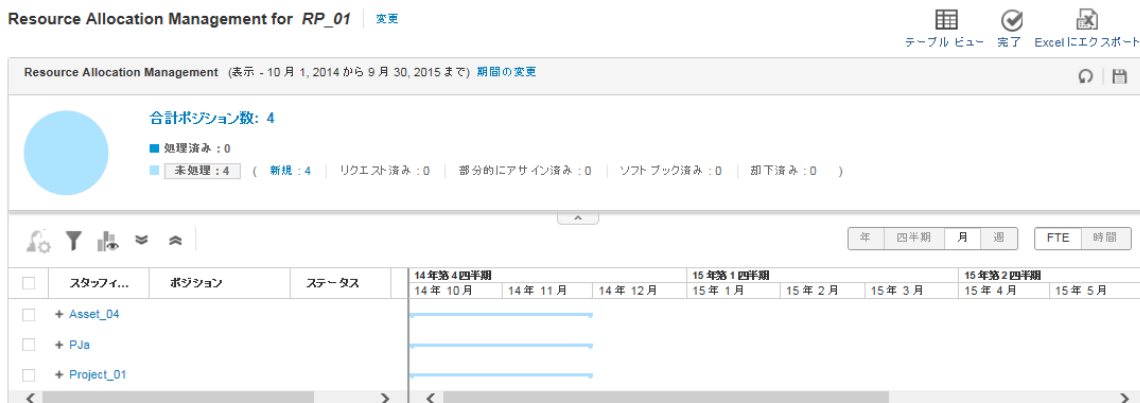 Resource Allocation Management for RP_01 変更
テーブル ビュー 完了 Excelにエクスポート
Resource Allocation Management (表示 - 10 月 1, 2014 から 9 月 30, 2015 まで) 期間の変更
合計ポジション数: 4
処理済み : 0
未処理 : 4 ( 新規 : 4 リクエスト済み : 0 部分的にアサイン済み : 0 ソフト ブック済み : 0 却下済み : 0 )
年 四半期 月 週 FTE 時間
スタッフィ... ポジション ステータス
14 年第 4 四半期 15 年第 1 四半期 15 年第 2 四半期
14 年 10 月 14 年 11 月 14 年 12 月 15 年 1 月 15 年 2 月 15 年 3 月 15 年 4 月 15 年 5 月
+ Asset_04
+ PJa
+ Project_01